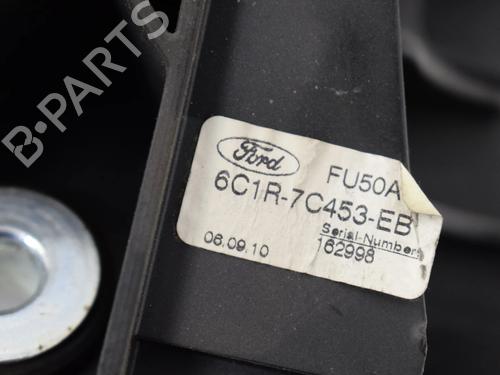 B-PARTS
Ford
FU50A
6C1R-7C453-EB
Serial-Number:
06.09.10
162998